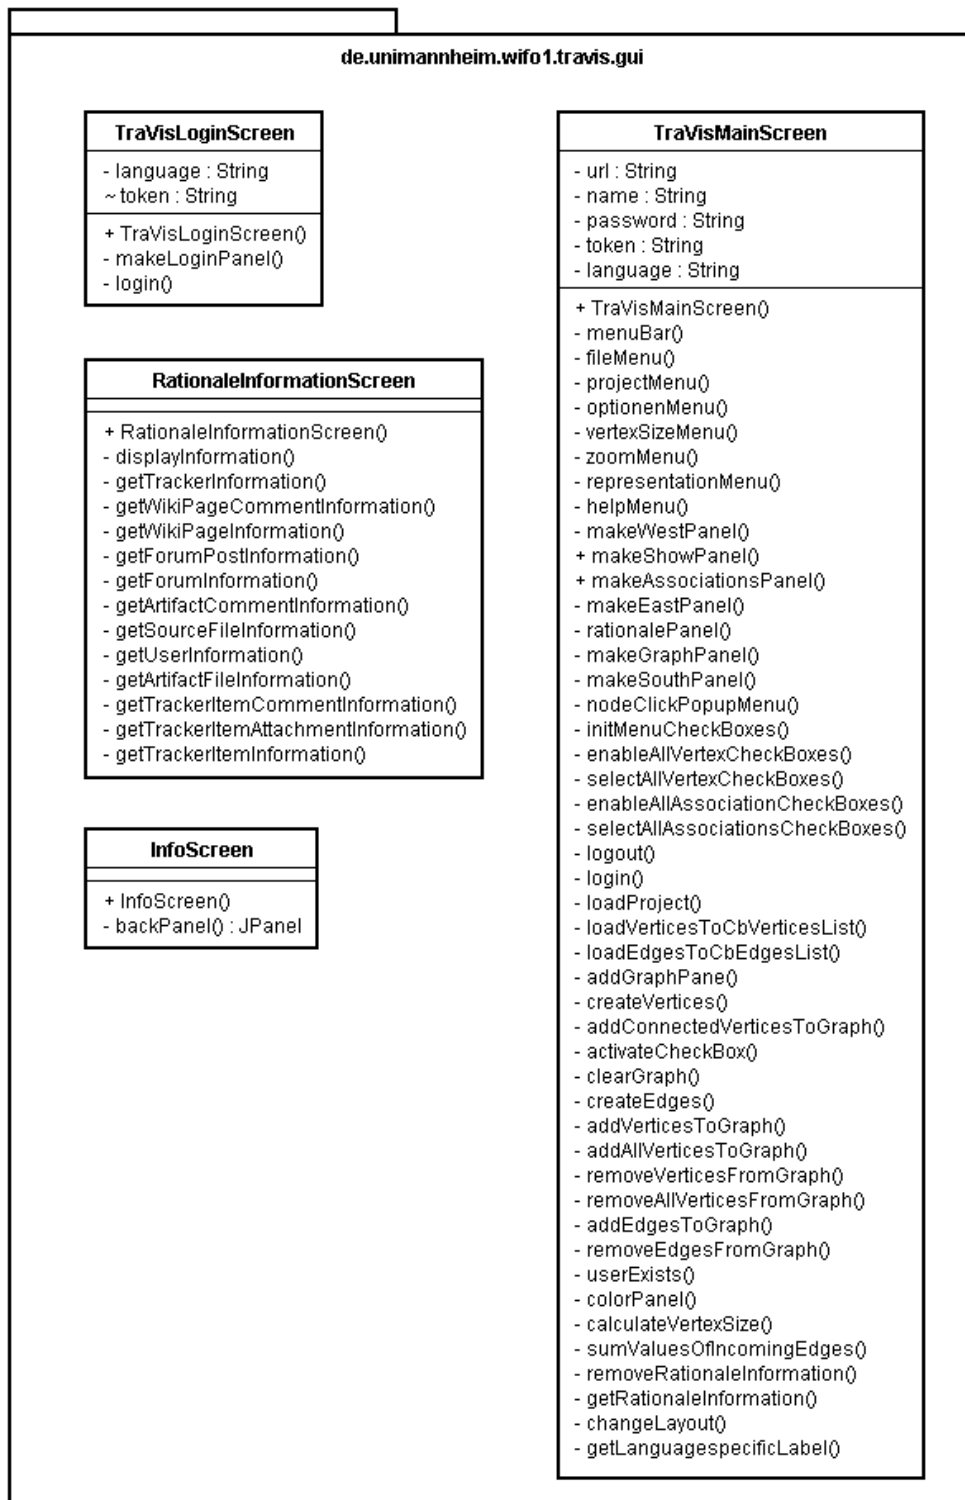 de.unimannheim.wifo1.travis.gui
TraVisLoginScreen
- language : String
~ token : String
+ TraVisLoginScreen()
- makeLoginPanel()
- login()
RationaleInformationScreen
+ RationaleInformationScreen()
- displayInformation()
- getTrackerInformation()
- getWikiPageCommentInformation()
- getWikiPageInformation()
- getForumPostInformation()
- getForumInformation()
- getArtifactCommentInformation()
- getSourceFileInformation()
- getUserInformation()
- getArtifactFileInformation()
- getTrackerItemCommentInformation()
- getTrackerItemAttachmentInformation()
- getTrackerItemInformation()
InfoScreen
+ InfoScreen()
- backPanel() : JPanel
TraVisMainScreen
- url : String
- name : String
- password : String
- token : String
- language : String
+ TraVisMainScreen()
- menuBar()
- fileMenu()
- projectMenu()
- optionenMenu()
- vertexSizeMenu()
- zoomMenu()
- representationMenu()
- helpMenu()
- makeWestPanel()
+ makeShowPanel()
+ makeAssociationsPanel()
- makeEastPanel()
- rationalePanel()
- makeGraphPanel()
- makeSouthPanel()
- nodeClickPopupMenu()
- initMenuCheckBoxes()
- enableAllVertexCheckBoxes()
- selectAllVertexCheckBoxes()
- enableAllAssociationCheckBoxes()
- selectAllAssociationsCheckBoxes()
- logout()
- login()
- loadProject()
- loadVerticesToCbVerticesList()
- loadEdgesToCbEdgesList()
- addGraphPane()
- createVertices()
- addConnectedVerticesToGraph()
- activateCheckBox()
- clearGraph()
- createEdges()
- addVerticesToGraph()
- addAllVerticesToGraph()
- removeVerticesFromGraph()
- removeAllVerticesFromGraph()
- addEdgesToGraph()
- removeEdgesFromGraph()
- userExists()
- colorPanel()
- calculateVertexSize()
- sumValuesOfIncomingEdges()
- removeRationaleInformation()
- getRationaleInformation()
- changeLayout()
- getLanguagespecificLabel()